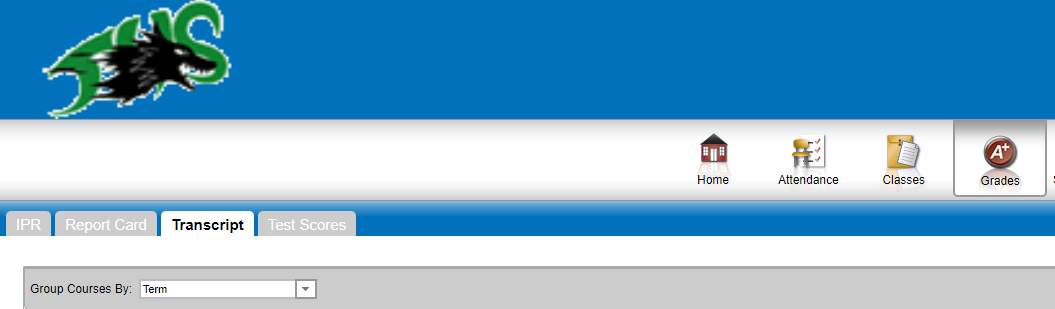 Home Attendance Classes Grades
IPR Report Card Transcript Test Scores
Group Courses By: Term